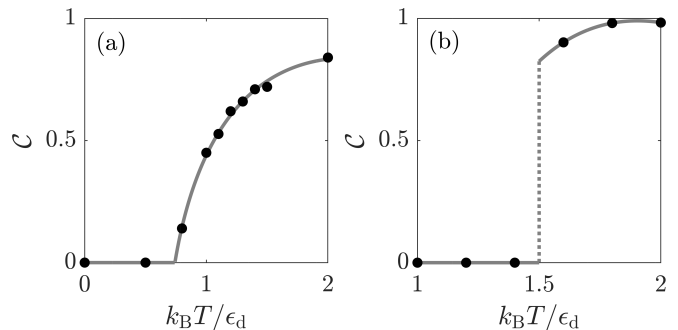 1 (a) 1 (b)
𝒞 0.5 𝒞 0.5
0 0
0 1 2 1 1.5 2
k_B T/ϵ_d k_B T/ϵ_d